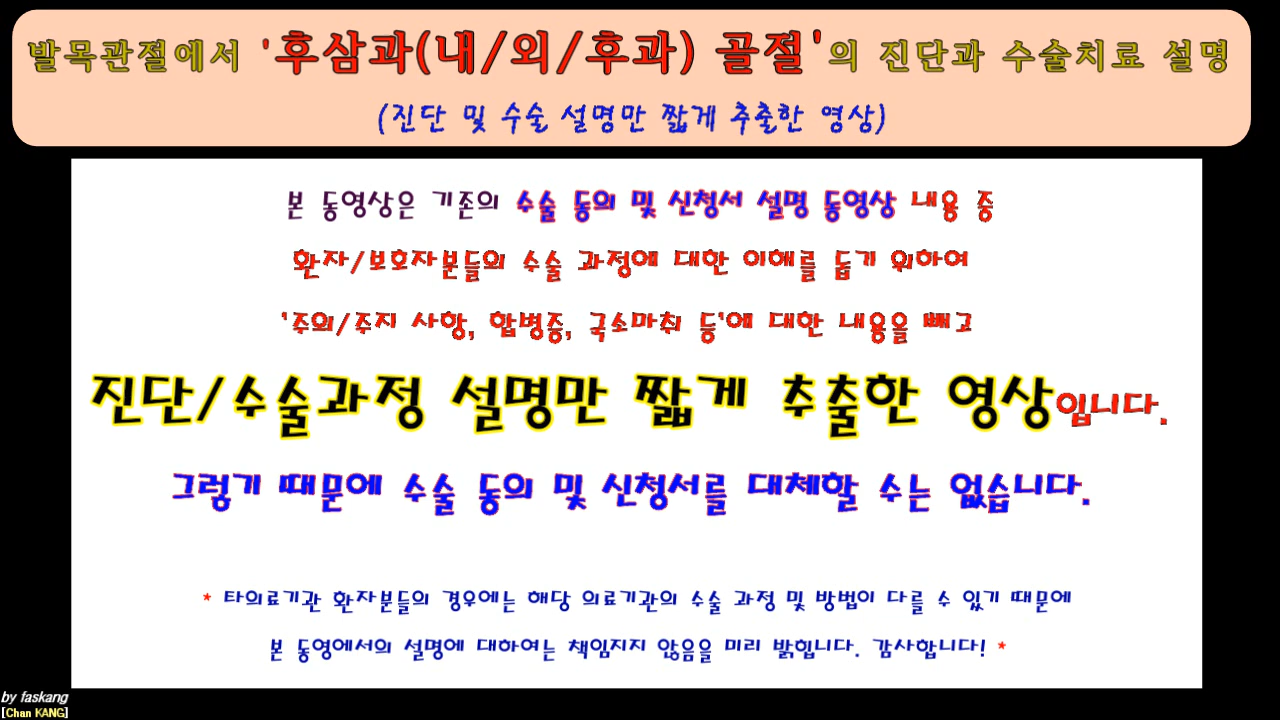 발목관절에서 '후삼과(내/외/후과) 골절'의 진단과 수술치료 설명
(진단 및 수술 설명만 짧게 추출한 영상)
본 동영상은 기존의 수술 동의 및 신청서 설명 동영상 내용 중
환자/보호자분들의 수술 과정에 대한 이해를 돕기 위하여
'주의/주지 사항, 합병증, 국소마취 등'에 대한 내용을 빼고
진단/수술과정 설명만 짧게 추출한 영상입니다.
그렇기 때문에 수술 동의 및 신청서를 대체할 수는 없습니다.
* 타의료기관 환자분들의 경우에는 해당 의료기관의 수술 과정 및 방법이 다를 수 있기 때문에
본 동영에서의 설명에 대하여는 책임지지 않음을 미리 밝힙니다. 감사합니다! *
by faskang
[Chan KANG]